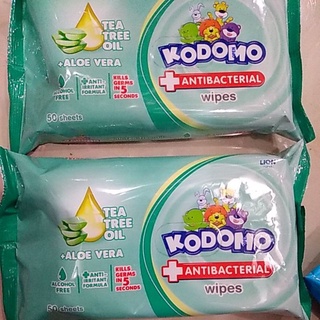 TEA
TREE
OIL
+ALOE VERA
ALCOHOL
FREE
+ANTI
IRRITANT
FORMULA
KILLS
GERMS
IN 5
SECONDS
50 sheets
KODOMO
+ANTIBACTERIAL
wipes
TEA
TREE
OIL
+ALOE VERA
ALCOHOL
FREE
+ANTI
IRRITANT
FORMULA
KILLS
GERMS
IN 5
SECONDS
50 sheets
LION
KODOMO
+ANTIBACTERIAL
wipes